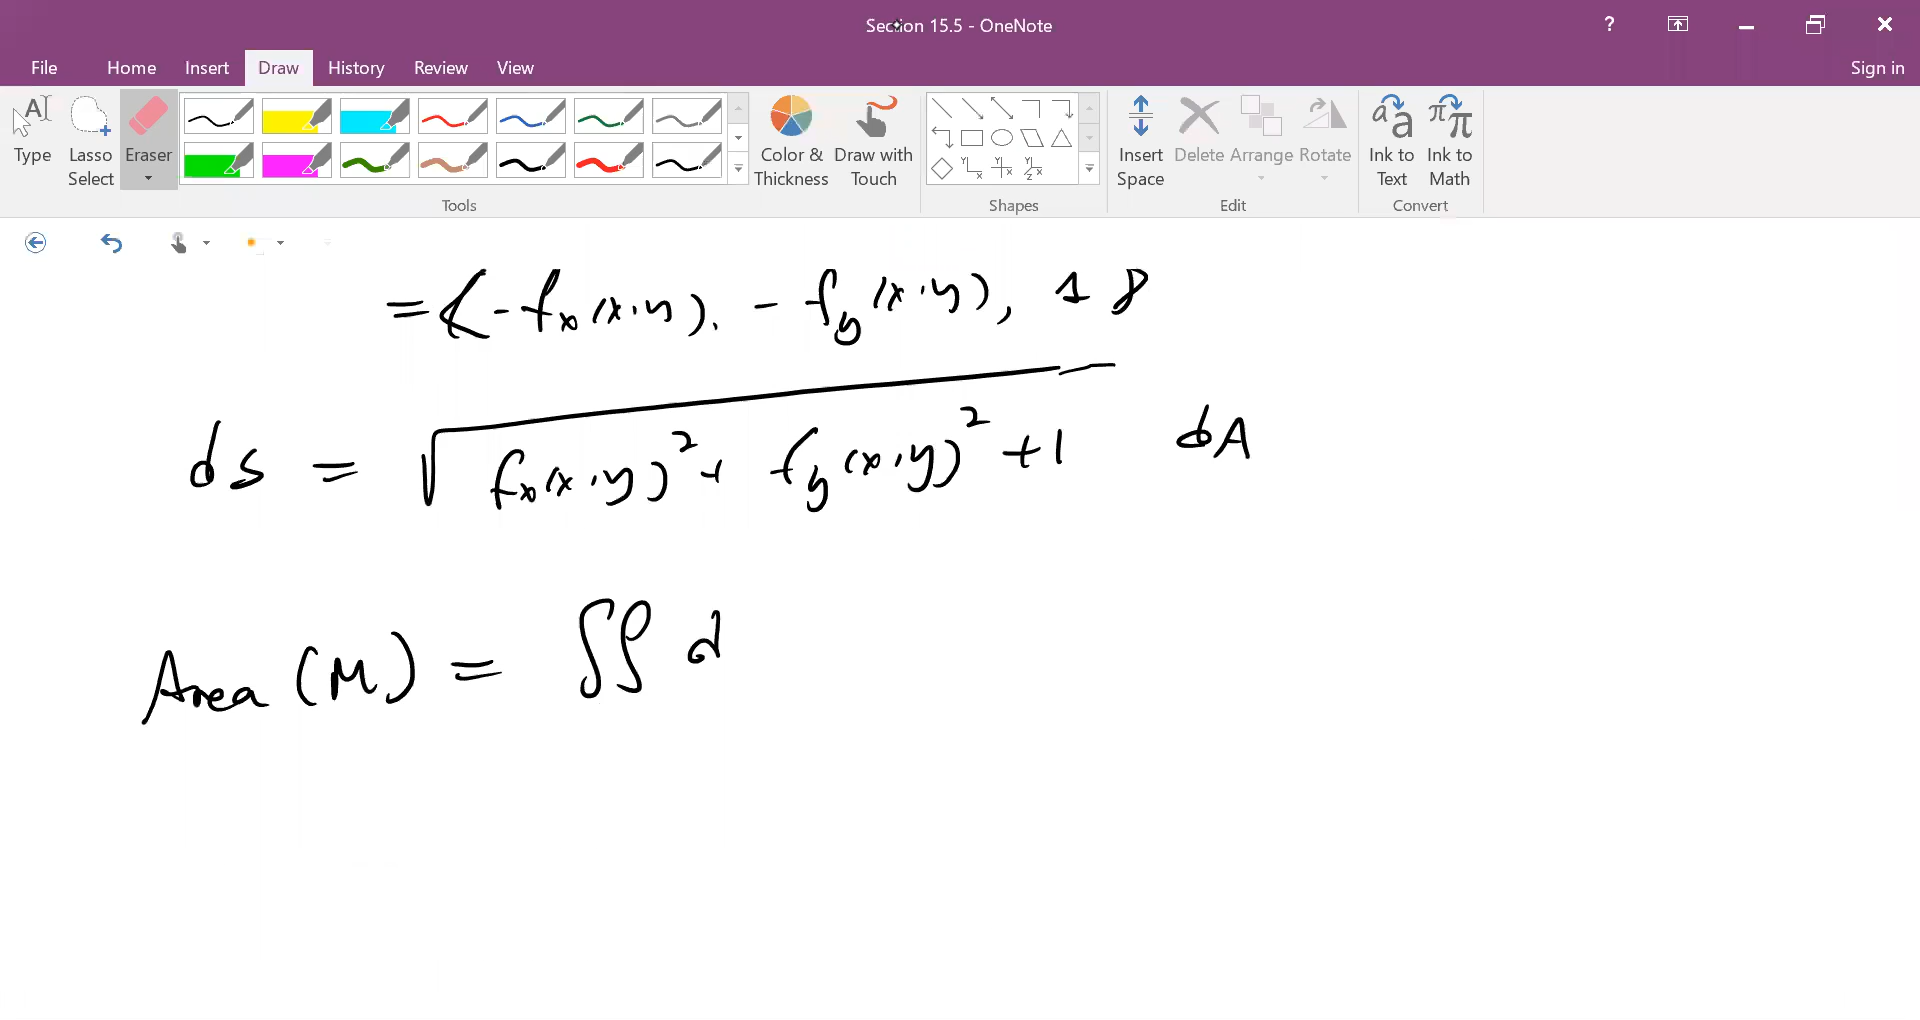 Section 15.5 - OneNote
?
File Home Insert Draw History Review View Sign in
Type Lasso Select Eraser Color & Thickness Draw with Touch Insert Space Delete Arrange Rotate Ink to Text Ink to Math
Tools Shapes Edit Convert
= ⟨ - fₓ(x,y), - f_y(x,y), 1 ⟩
ds = √( fₓ(x,y)² + f_y(x,y)² + 1 ) dA
Area (M) = ∬ d